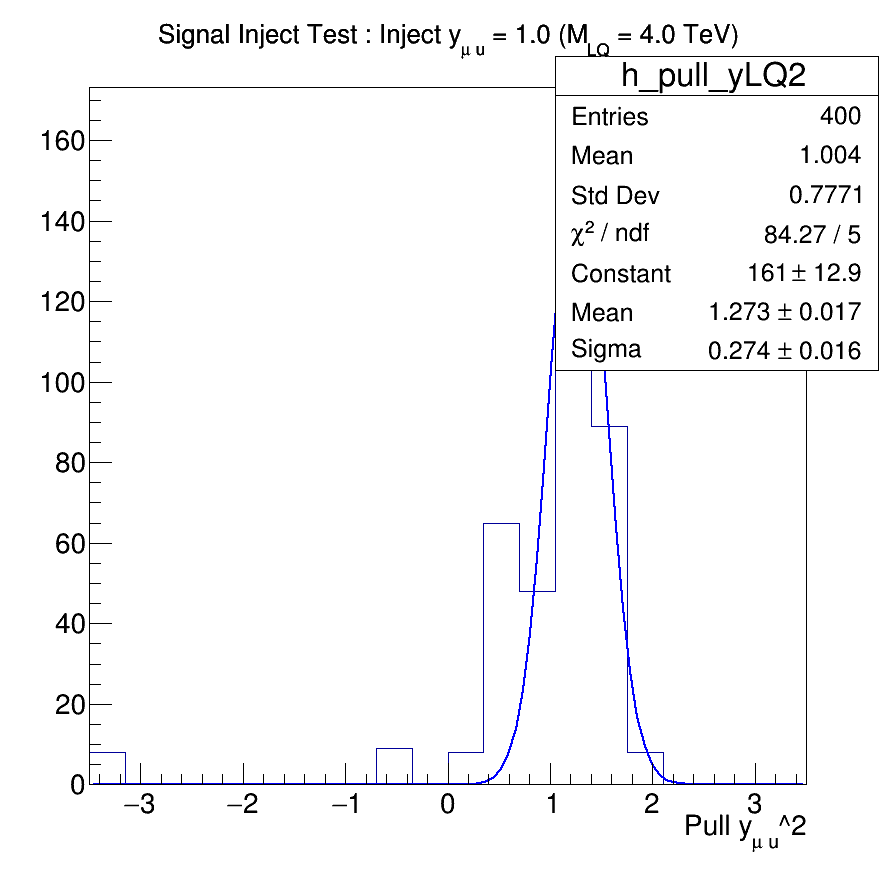 Signal Inject Test : Inject y_μ u = 1.0 (M_LQ = 4.0 TeV)
h_pull_yLQ2
Entries 400
Mean 1.004
Std Dev 0.7771
χ² / ndf 84.27 / 5
Constant 161 ± 12.9
Mean 1.273 ± 0.017
Sigma 0.274 ± 0.016
160
140
120
100
80
60
40
20
0
−3 −2 −1 0 1 2 3
Pull y_μ u^2